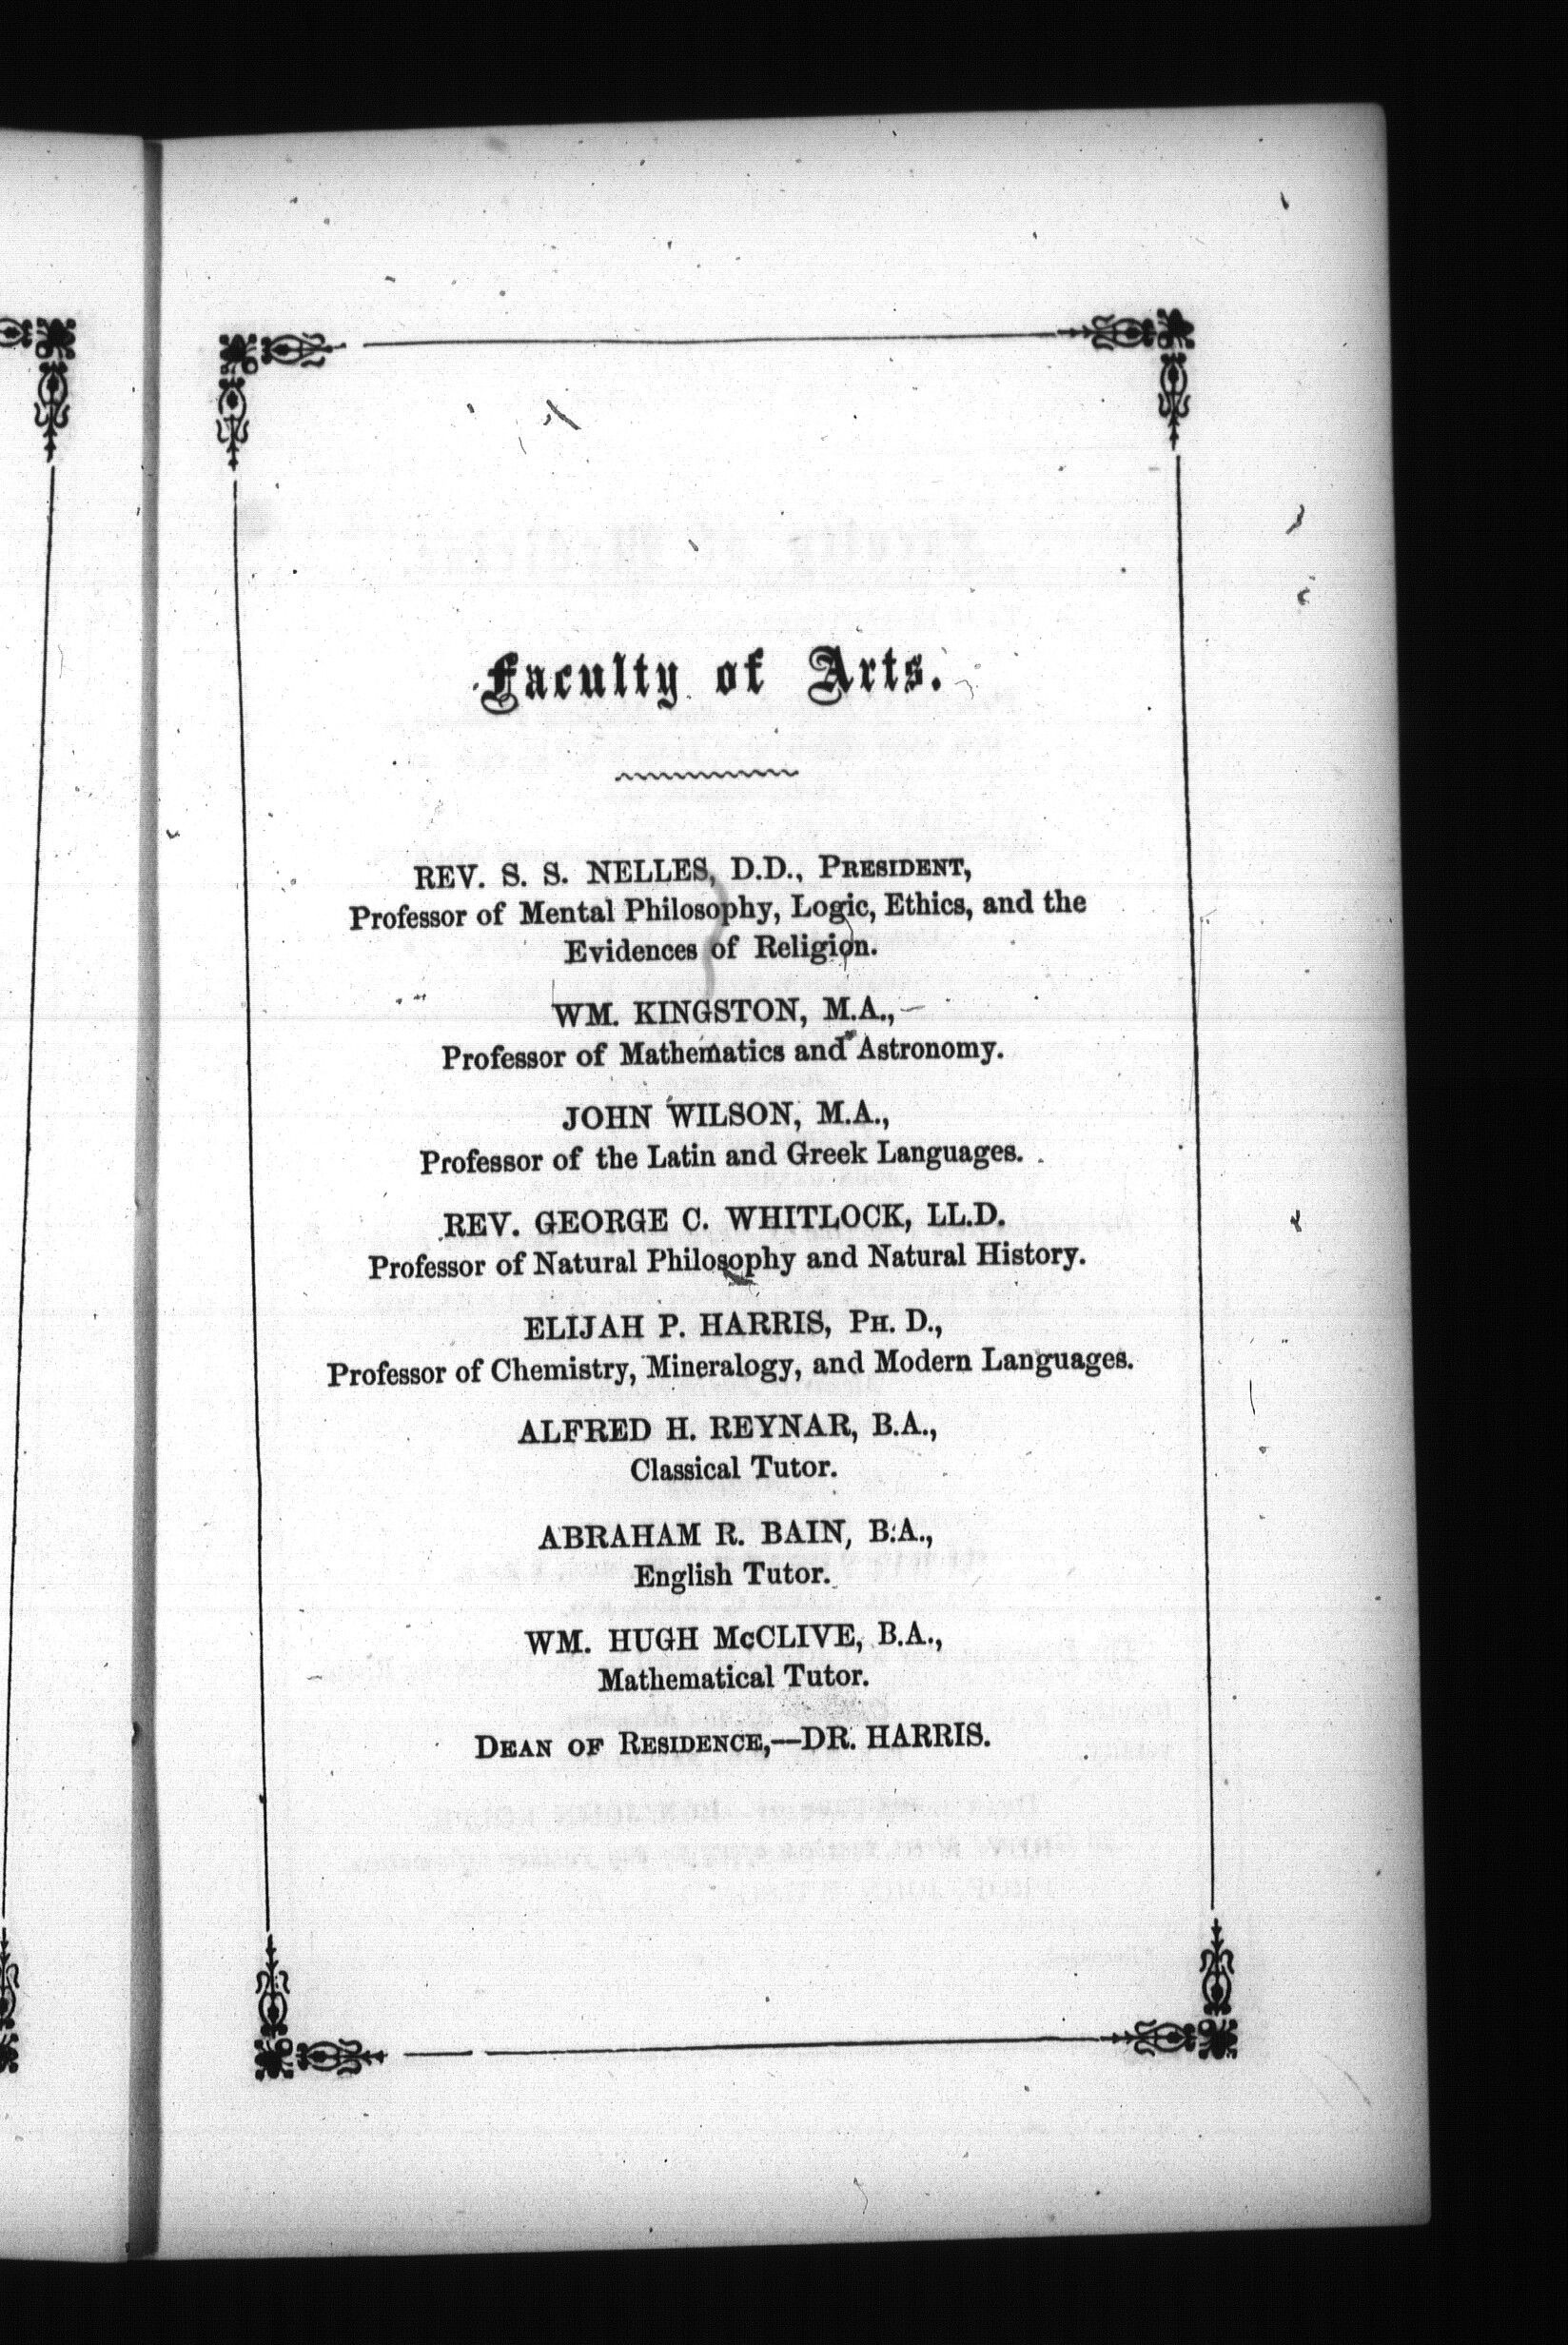 Faculty of Arts.
REV. S. S. NELLES, D.D., PRESIDENT,
Professor of Mental Philosophy, Logic, Ethics, and the
Evidences of Religion.
WM. KINGSTON, M.A.,
Professor of Mathematics and Astronomy.
JOHN WILSON, M.A.,
Professor of the Latin and Greek Languages.
REV. GEORGE C. WHITLOCK, LL.D.
Professor of Natural Philosophy and Natural History.
ELIJAH P. HARRIS, PH. D.,
Professor of Chemistry, Mineralogy, and Modern Languages.
ALFRED H. REYNAR, B.A.,
Classical Tutor.
ABRAHAM R. BAIN, B.A.,
English Tutor.
WM. HUGH McCLIVE, B.A.,
Mathematical Tutor.
DEAN OF RESIDENCE,—DR. HARRIS.